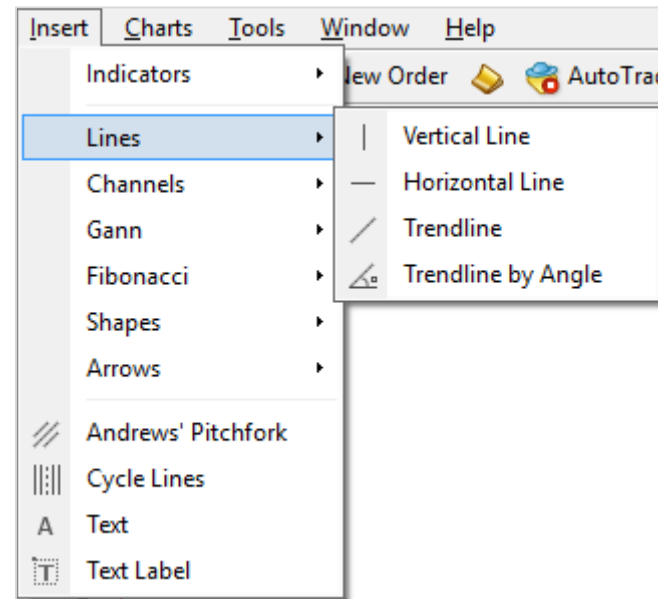 Insert Charts Tools Window Help
Indicators New Order AutoTrad
Lines
Vertical Line
Horizontal Line
Trendline
Trendline by Angle
Channels
Gann
Fibonacci
Shapes
Arrows
Andrews' Pitchfork
Cycle Lines
A Text
T Text Label